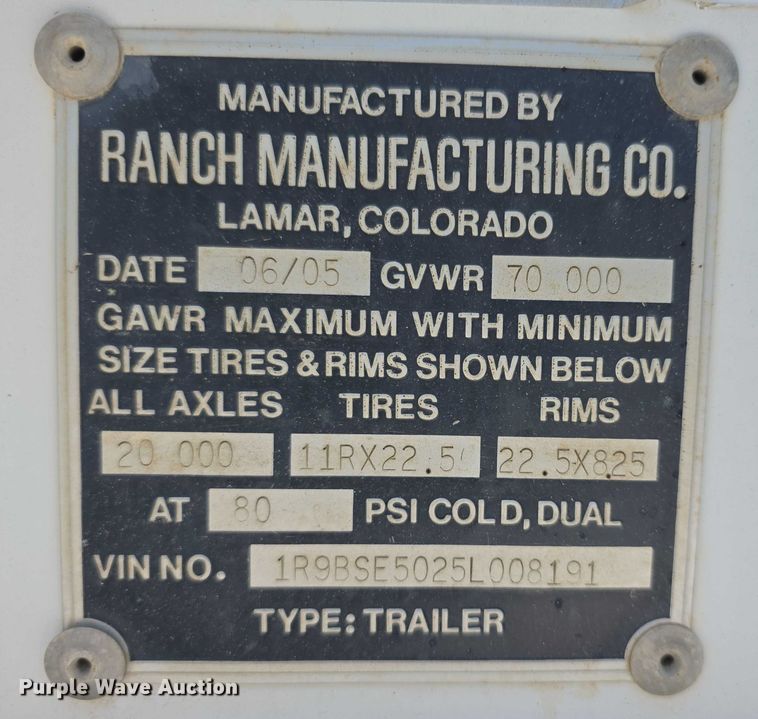 MANUFACTURED BY
RANCH MANUFACTURING CO.
LAMAR, COLORADO
DATE 06/05 GVWR 70 000
GAWR MAXIMUM WITH MINIMUM
SIZE TIRES & RIMS SHOWN BELOW
ALL AXLES TIRES RIMS
20 000 11RX22.5 22.5X825
AT 80 PSI COLD, DUAL
VIN NO. 1R9BSE5025L008191
TYPE: TRAILER
Purple Wave Auction